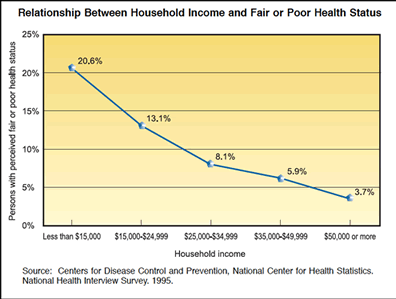 Relationship Between Household Income and Fair or Poor Health Status
Persons with perceived fair or poor health status
25%
20%
15%
10%
5%
0%
20.6%
13.1%
8.1%
5.9%
3.7%
Less than $15,000 $15,000-$24,999 $25,000-$34,999 $35,000-$49,999 $50,000 or more
Household income
Source: Centers for Disease Control and Prevention, National Center for Health Statistics.
National Health Interview Survey. 1995.